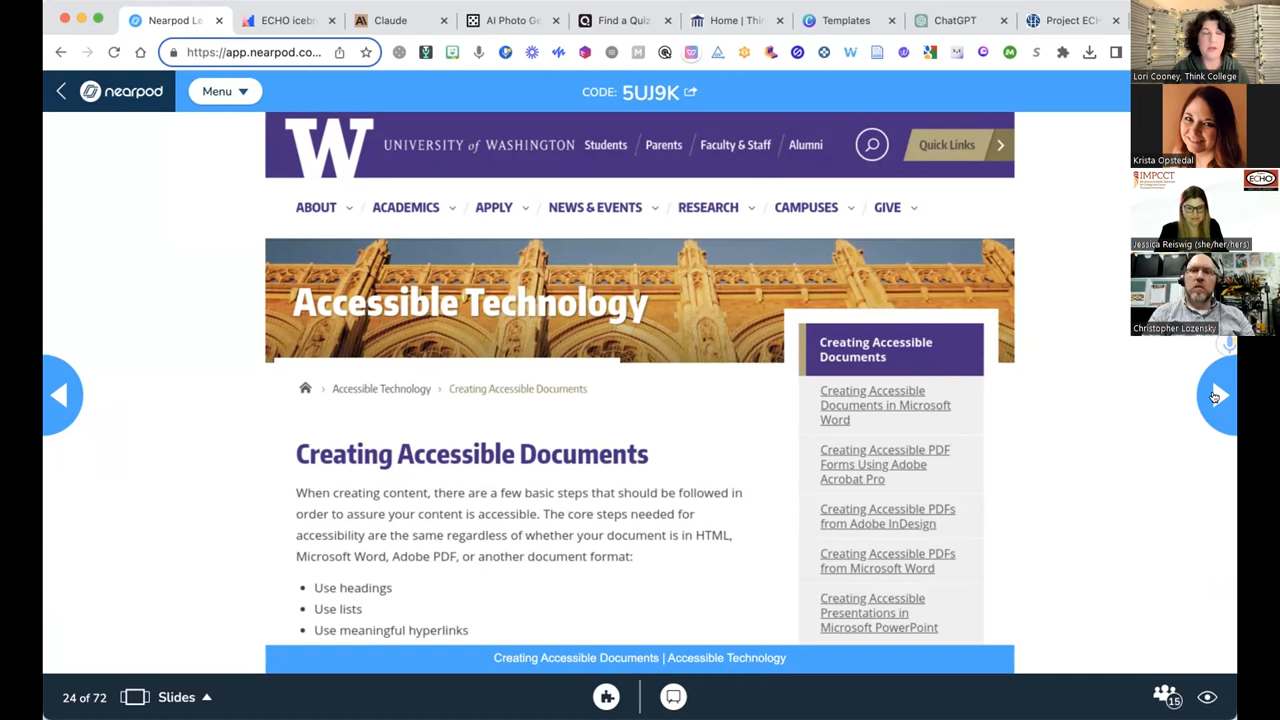 Nearpod Le
ECHO icebr
Claude
AI Photo Ge
Find a Quiz
Home | Thin
Templates
ChatGPT
Project ECH
https://app.nearpod.co...
nearpod
Menu
CODE: 5UJ9K
W
UNIVERSITY of WASHINGTON
Students
Parents
Faculty & Staff
Alumni
Quick Links
ABOUT
ACADEMICS
APPLY
NEWS & EVENTS
RESEARCH
CAMPUSES
GIVE
Accessible Technology
Accessible Technology
Creating Accessible Documents
Creating Accessible Documents
When creating content, there are a few basic steps that should be followed in
order to assure your content is accessible. The core steps needed for
accessibility are the same regardless of whether your document is in HTML,
Microsoft Word, Adobe PDF, or another document format:
• Use headings
• Use lists
• Use meaningful hyperlinks
Creating Accessible
Documents
Creating Accessible
Documents in Microsoft
Word
Creating Accessible PDF
Forms Using Adobe
Acrobat Pro
Creating Accessible PDFs
from Adobe InDesign
Creating Accessible PDFs
from Microsoft Word
Creating Accessible
Presentations in
Microsoft PowerPoint
Creating Accessible Documents | Accessible Technology
24 of 72
Slides
15
Lori Cooney, Think College
Krista Opstedal
IMPCCT
ECHO
Jessica Reiswig (she/her/hers)
Christopher Lozensky